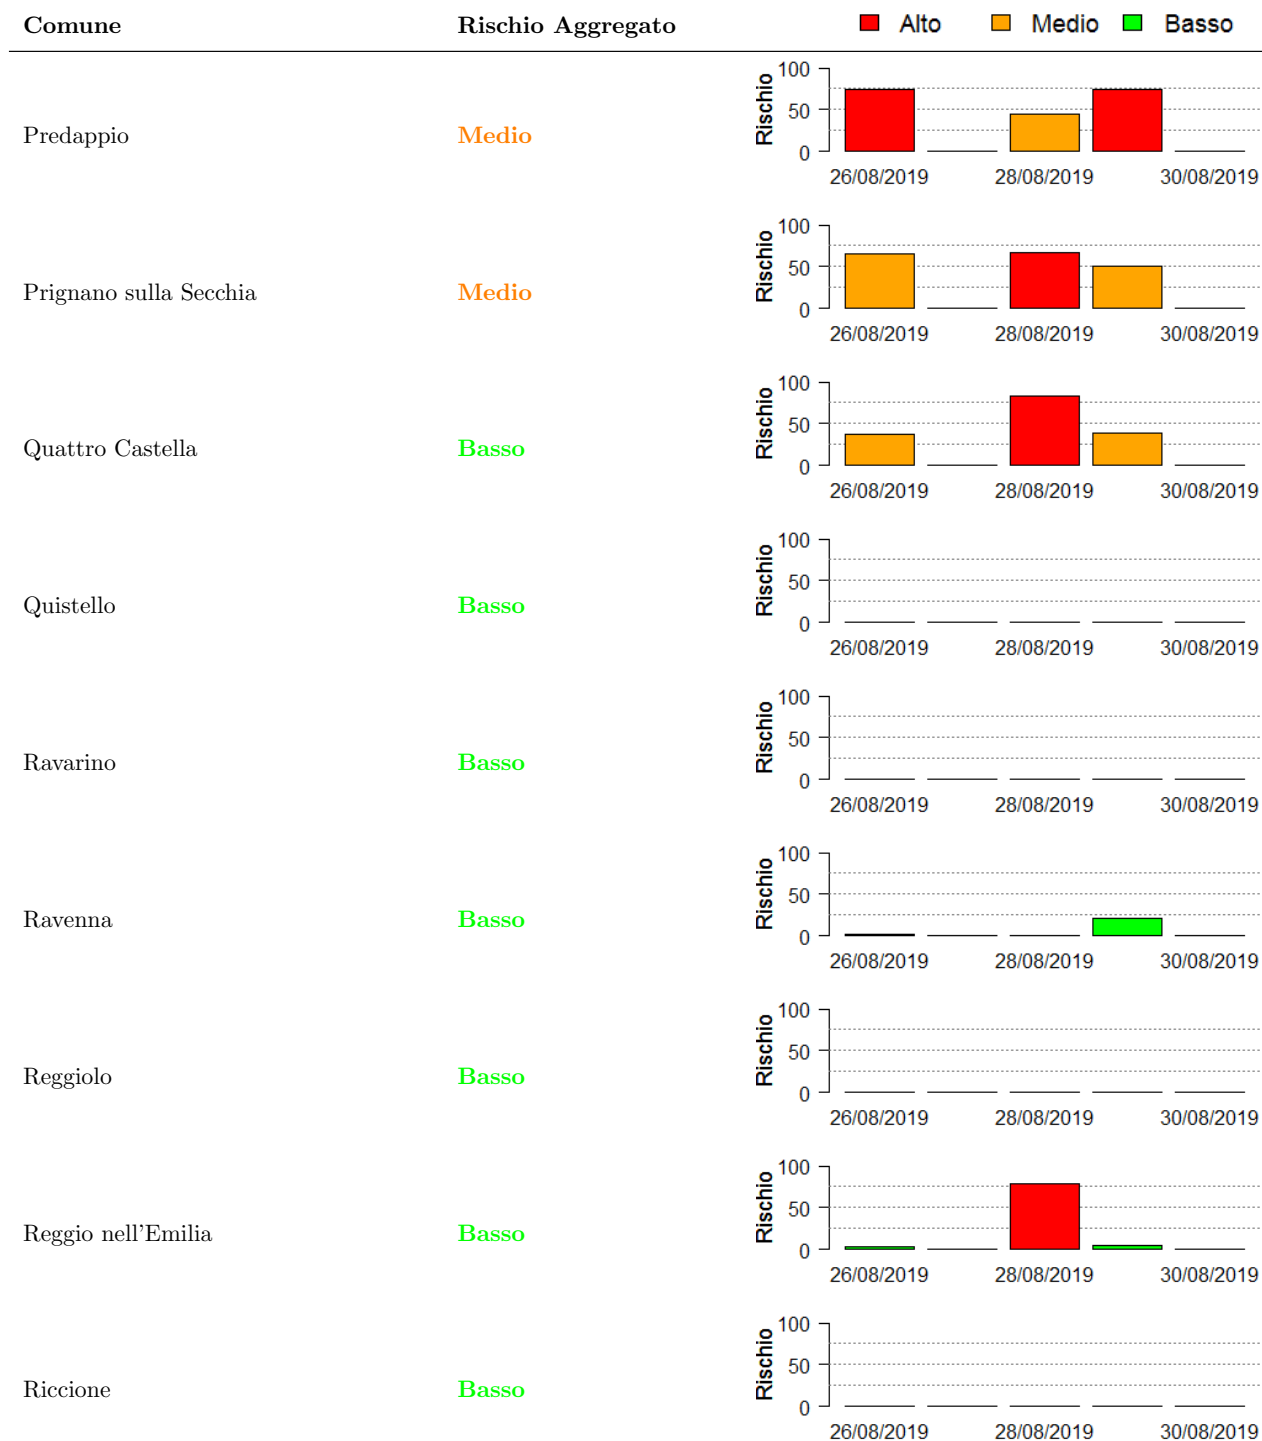 Comune Rischio Aggregato Alto Medio Basso
Predappio Medio
Rischio
100
50
0
26/08/2019 28/08/2019 30/08/2019
Prignano sulla Secchia Medio
Rischio
100
50
0
26/08/2019 28/08/2019 30/08/2019
Quattro Castella Basso
Rischio
100
50
0
26/08/2019 28/08/2019 30/08/2019
Quistello Basso
Rischio
100
50
0
26/08/2019 28/08/2019 30/08/2019
Ravarino Basso
Rischio
100
50
0
26/08/2019 28/08/2019 30/08/2019
Ravenna Basso
Rischio
100
50
0
26/08/2019 28/08/2019 30/08/2019
Reggiolo Basso
Rischio
100
50
0
26/08/2019 28/08/2019 30/08/2019
Reggio nell'Emilia Basso
Rischio
100
50
0
26/08/2019 28/08/2019 30/08/2019
Riccione Basso
Rischio
100
50
0
26/08/2019 28/08/2019 30/08/2019